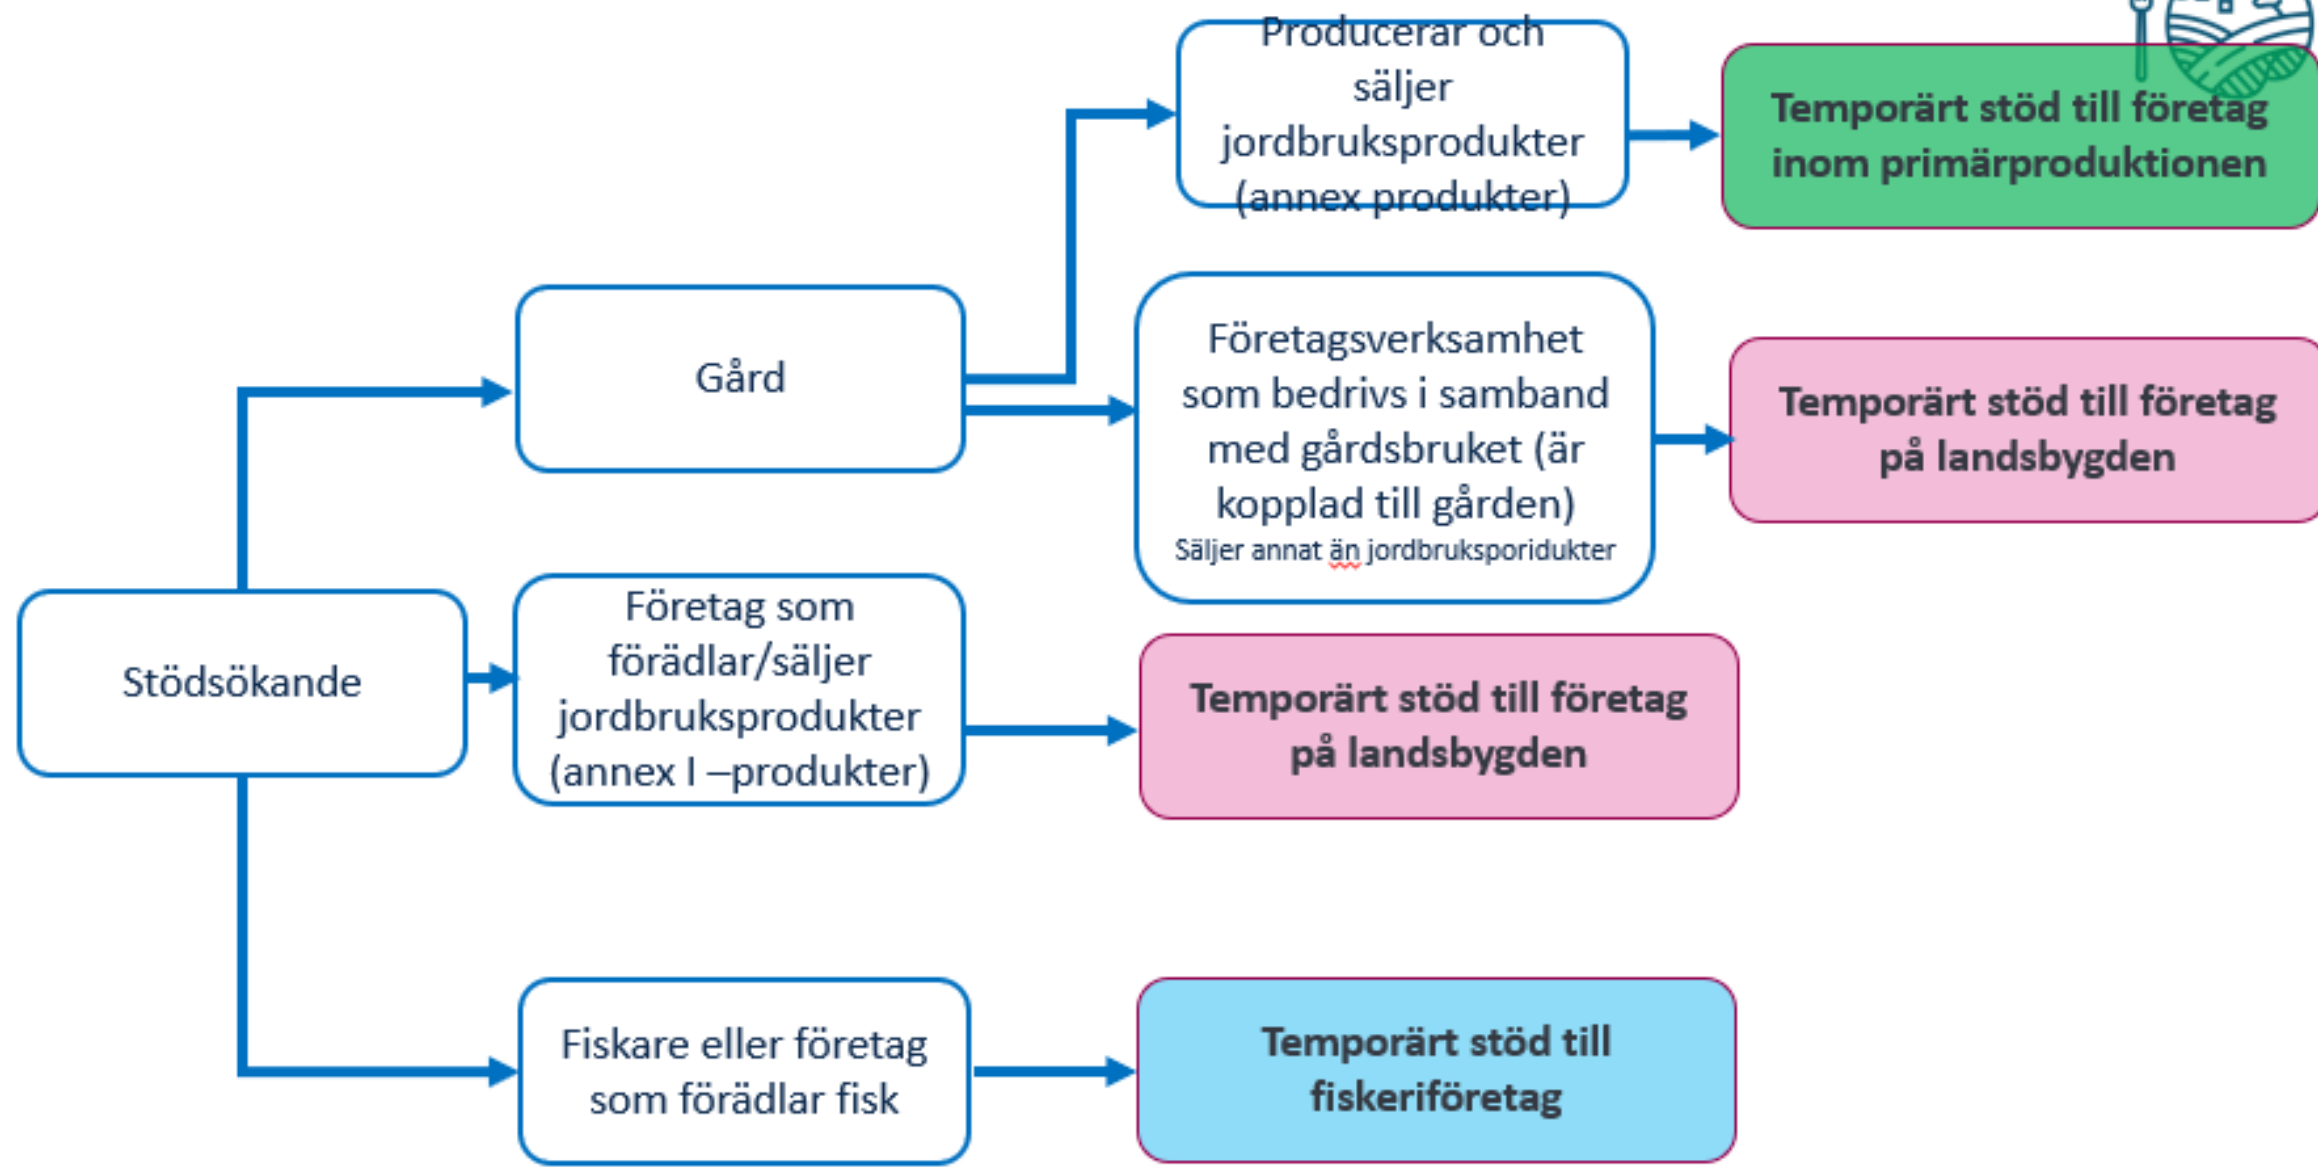 Producerar och
säljer
jordbruksprodukter
(annex produkter)
Temporärt stöd till företag
inom primärproduktionen
Gård
Företagsverksamhet
som bedrivs i samband
med gårdsbruket (är
kopplad till gården)
Säljer annat än jordbruksporidukter
Temporärt stöd till företag
på landsbygden
Stödsökande
Företag som
förädlar/säljer
jordbruksprodukter
(annex I –produkter)
Temporärt stöd till företag
på landsbygden
Fiskare eller företag
som förädlar fisk
Temporärt stöd till
fiskeriföretag